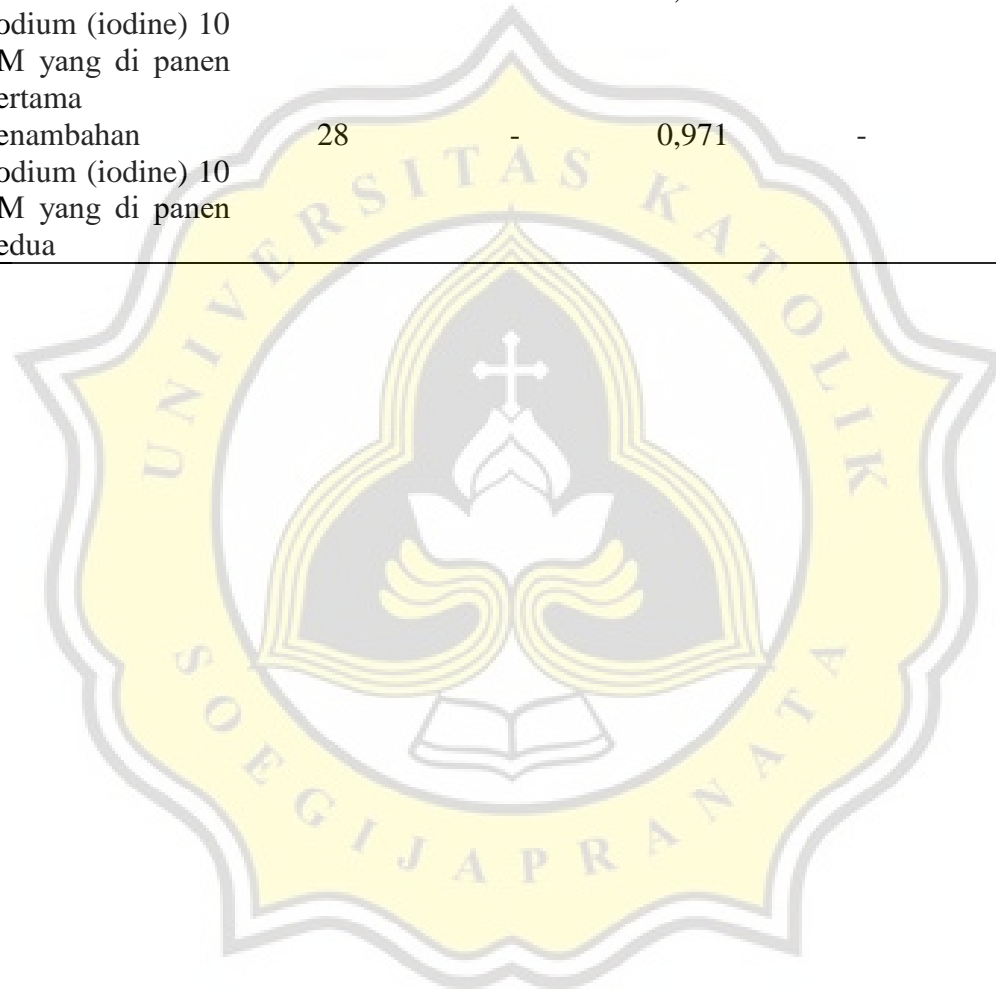 odium (iodine) 10
M yang di panen
ertama
enambahan 28 - 0,971 -
odium (iodine) 10
M yang di panen
edua
UNIVERSITAS KATOLIK
SOEGIJAPRANATA